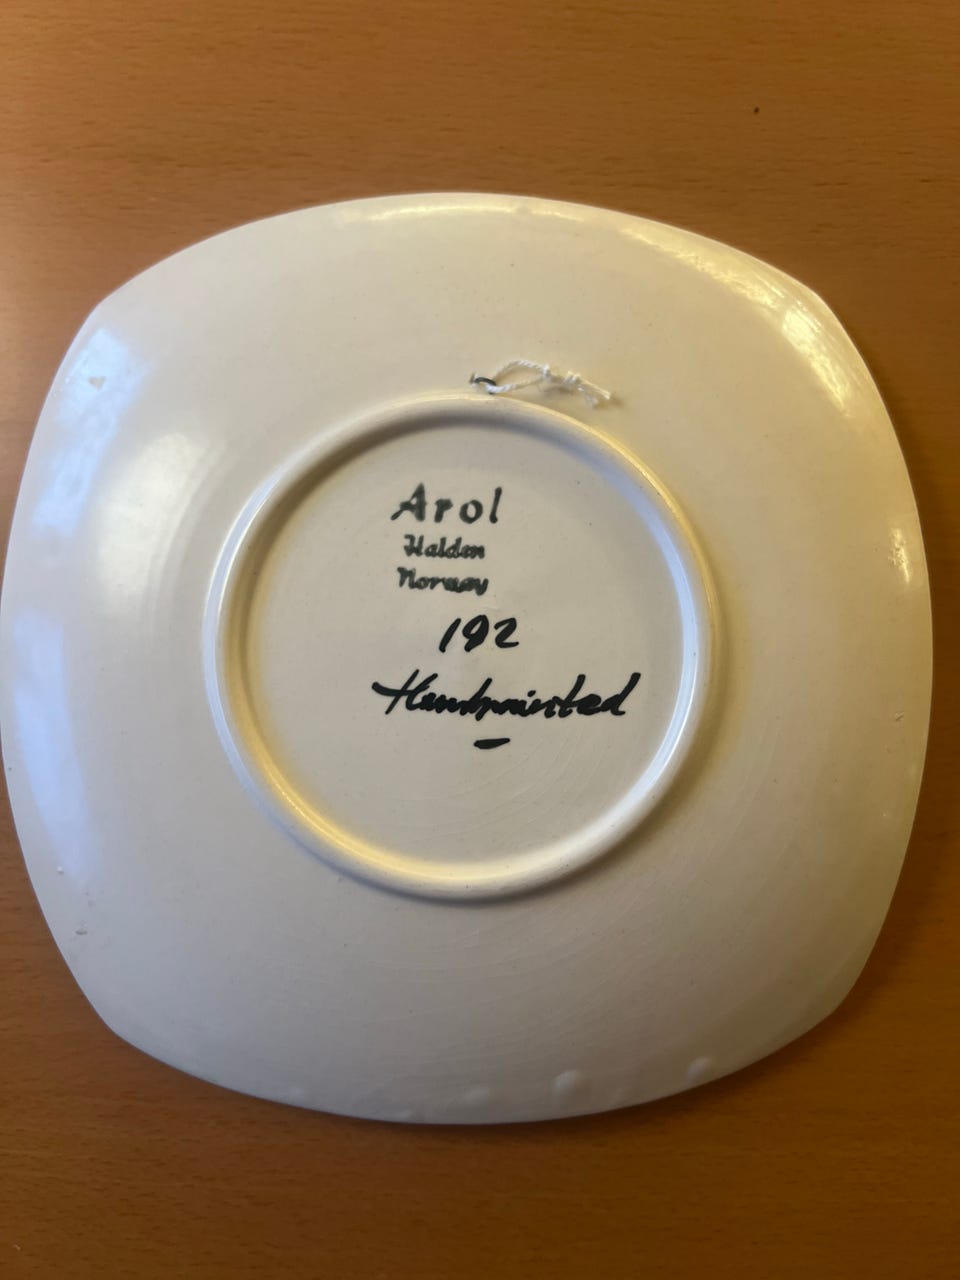 Arol
Halden
Norway
192
Handpainted